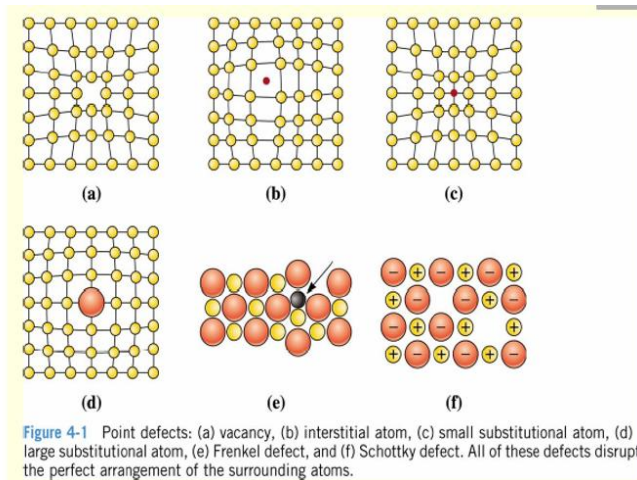 (a)
(b)
(c)
(d)
(e)
(f)
− + − + − +
+ − − + −
− + − +
+ − + − + −
Figure 4-1 Point defects: (a) vacancy, (b) interstitial atom, (c) small substitutional atom, (d)
large substitutional atom, (e) Frenkel defect, and (f) Schottky defect. All of these defects disrupt
the perfect arrangement of the surrounding atoms.